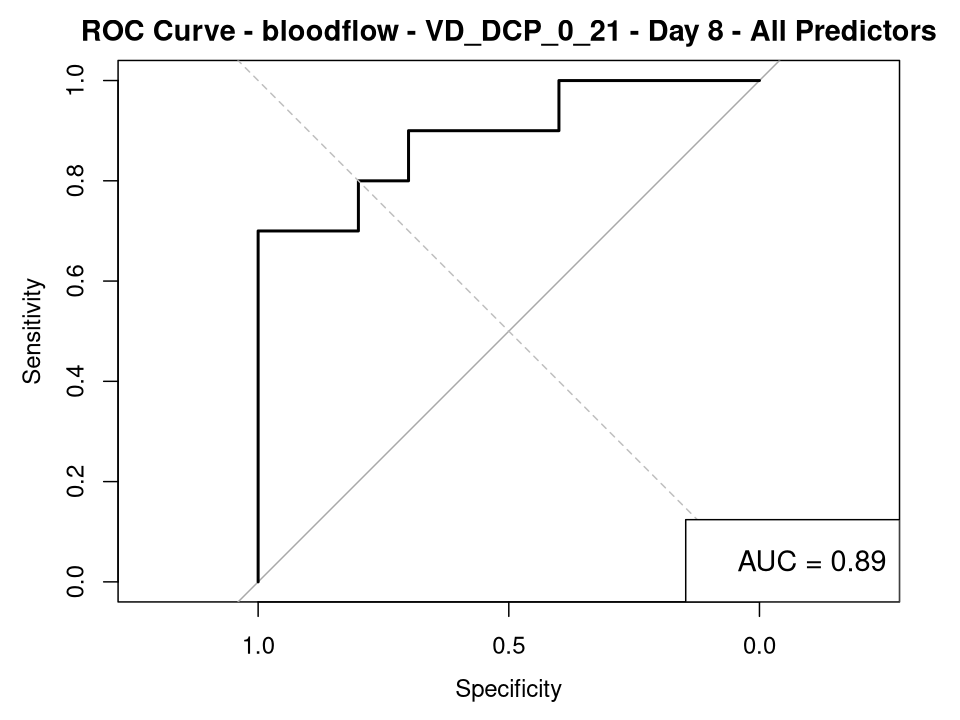 ROC Curve - bloodflow - VD_DCP_0_21 - Day 8 - All Predictors
1.0
0.8
0.6
0.4
0.2
0.0
Sensitivity
AUC = 0.89
1.0 0.5 0.0
Specificity